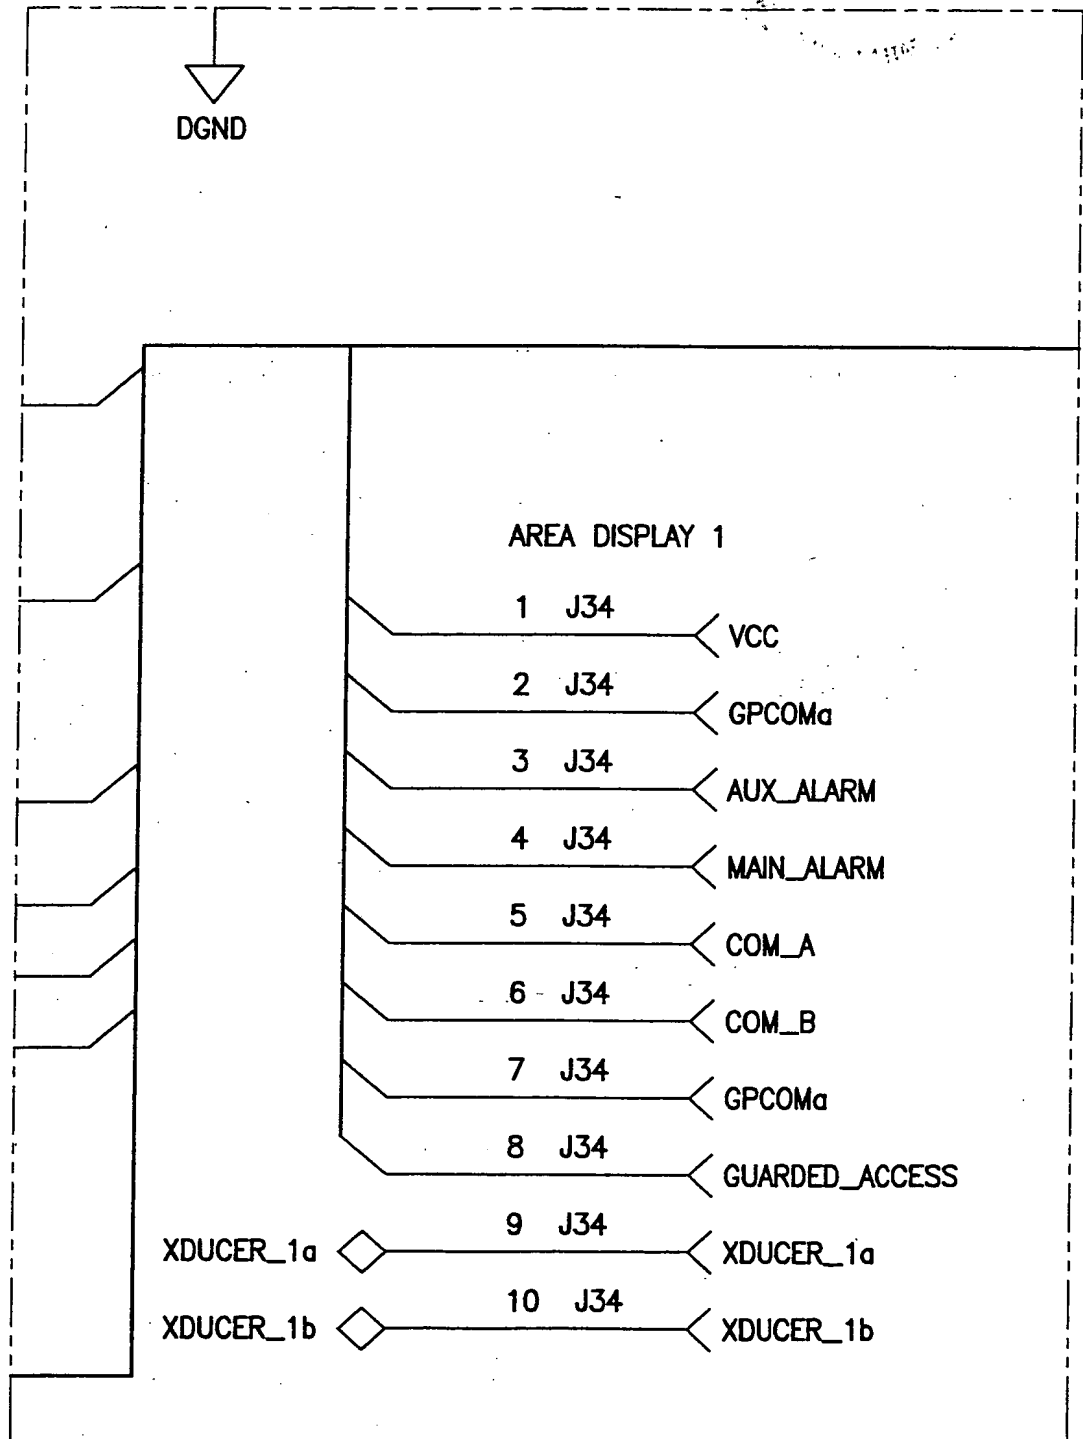 DGND
AREA DISPLAY 1
1 J34
VCC
2 J34
GPCOMa
3 J34
AUX_ALARM
4 J34
MAIN_ALARM
5 J34
COM_A
6 J34
COM_B
7 J34
GPCOMa
8 J34
GUARDED_ACCESS
9 J34
XDUCER_1a XDUCER_1a
10 J34
XDUCER_1b XDUCER_1b